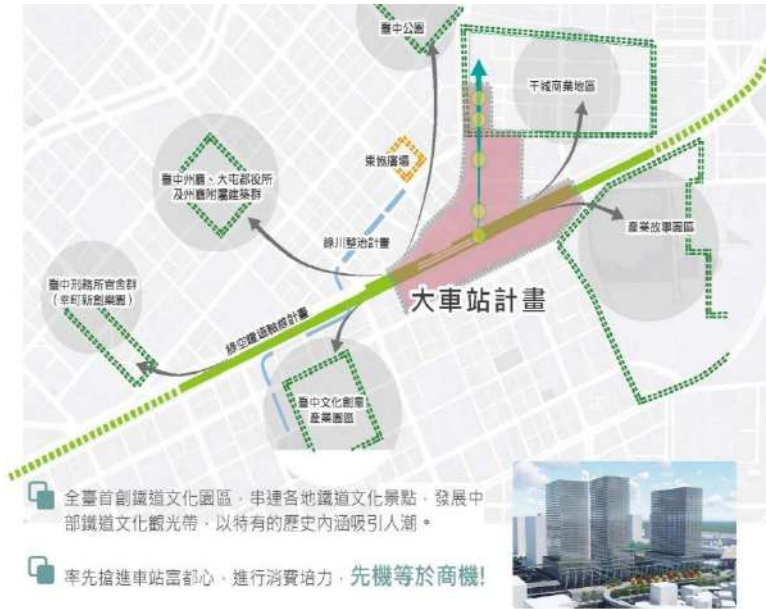 臺中公園
干城商業地區
東協廣場
臺中州廳、大屯郡役所
及州廳附屬建築群
綠川整治計畫
產業故事園區
臺中刑務所官舍群
（幸町新創樂園）
大車站計畫
綠空鐵道軸線計畫
臺中文化創意
產業園區
全臺首創鐵道文化園區，串連各地鐵道文化景點，發展中
部鐵道文化觀光帶，以特有的歷史內涵吸引人潮。
率先搶進車站富都心，進行消費培力，先機等於商機!